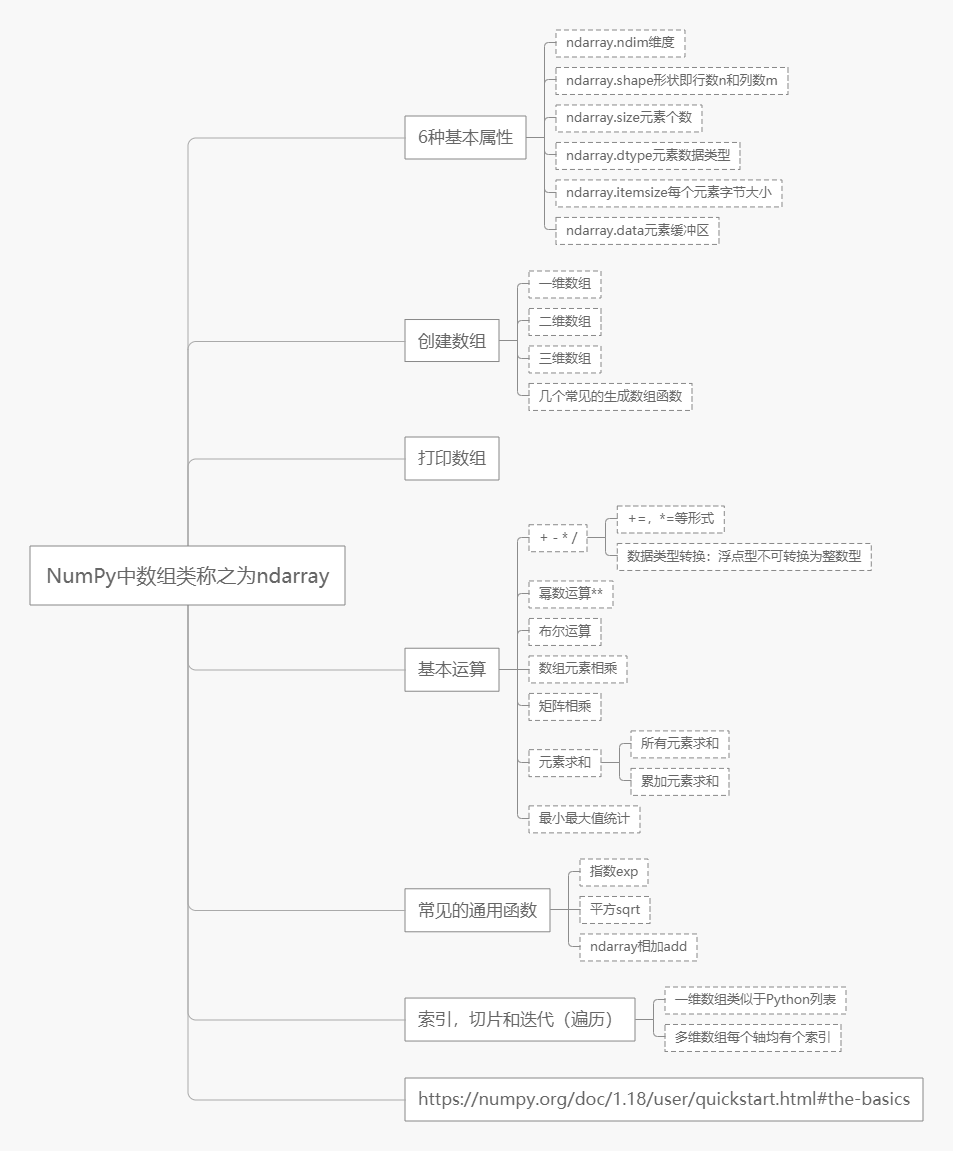 NumPy中数组类称之为ndarray
6种基本属性
ndarray.ndim维度
ndarray.shape形状即行数n和列数m
ndarray.size元素个数
ndarray.dtype元素数据类型
ndarray.itemsize每个元素字节大小
ndarray.data元素缓冲区
创建数组
一维数组
二维数组
三维数组
几个常见的生成数组函数
打印数组
基本运算
+ - * /
+=，*=等形式
数据类型转换：浮点型不可转换为整数型
幂数运算**
布尔运算
数组元素相乘
矩阵相乘
元素求和
所有元素求和
累加元素求和
最小最大值统计
常见的通用函数
指数exp
平方sqrt
ndarray相加add
索引，切片和迭代（遍历）
一维数组类似于Python列表
多维数组每个轴均有个索引
https://numpy.org/doc/1.18/user/quickstart.html#the-basics